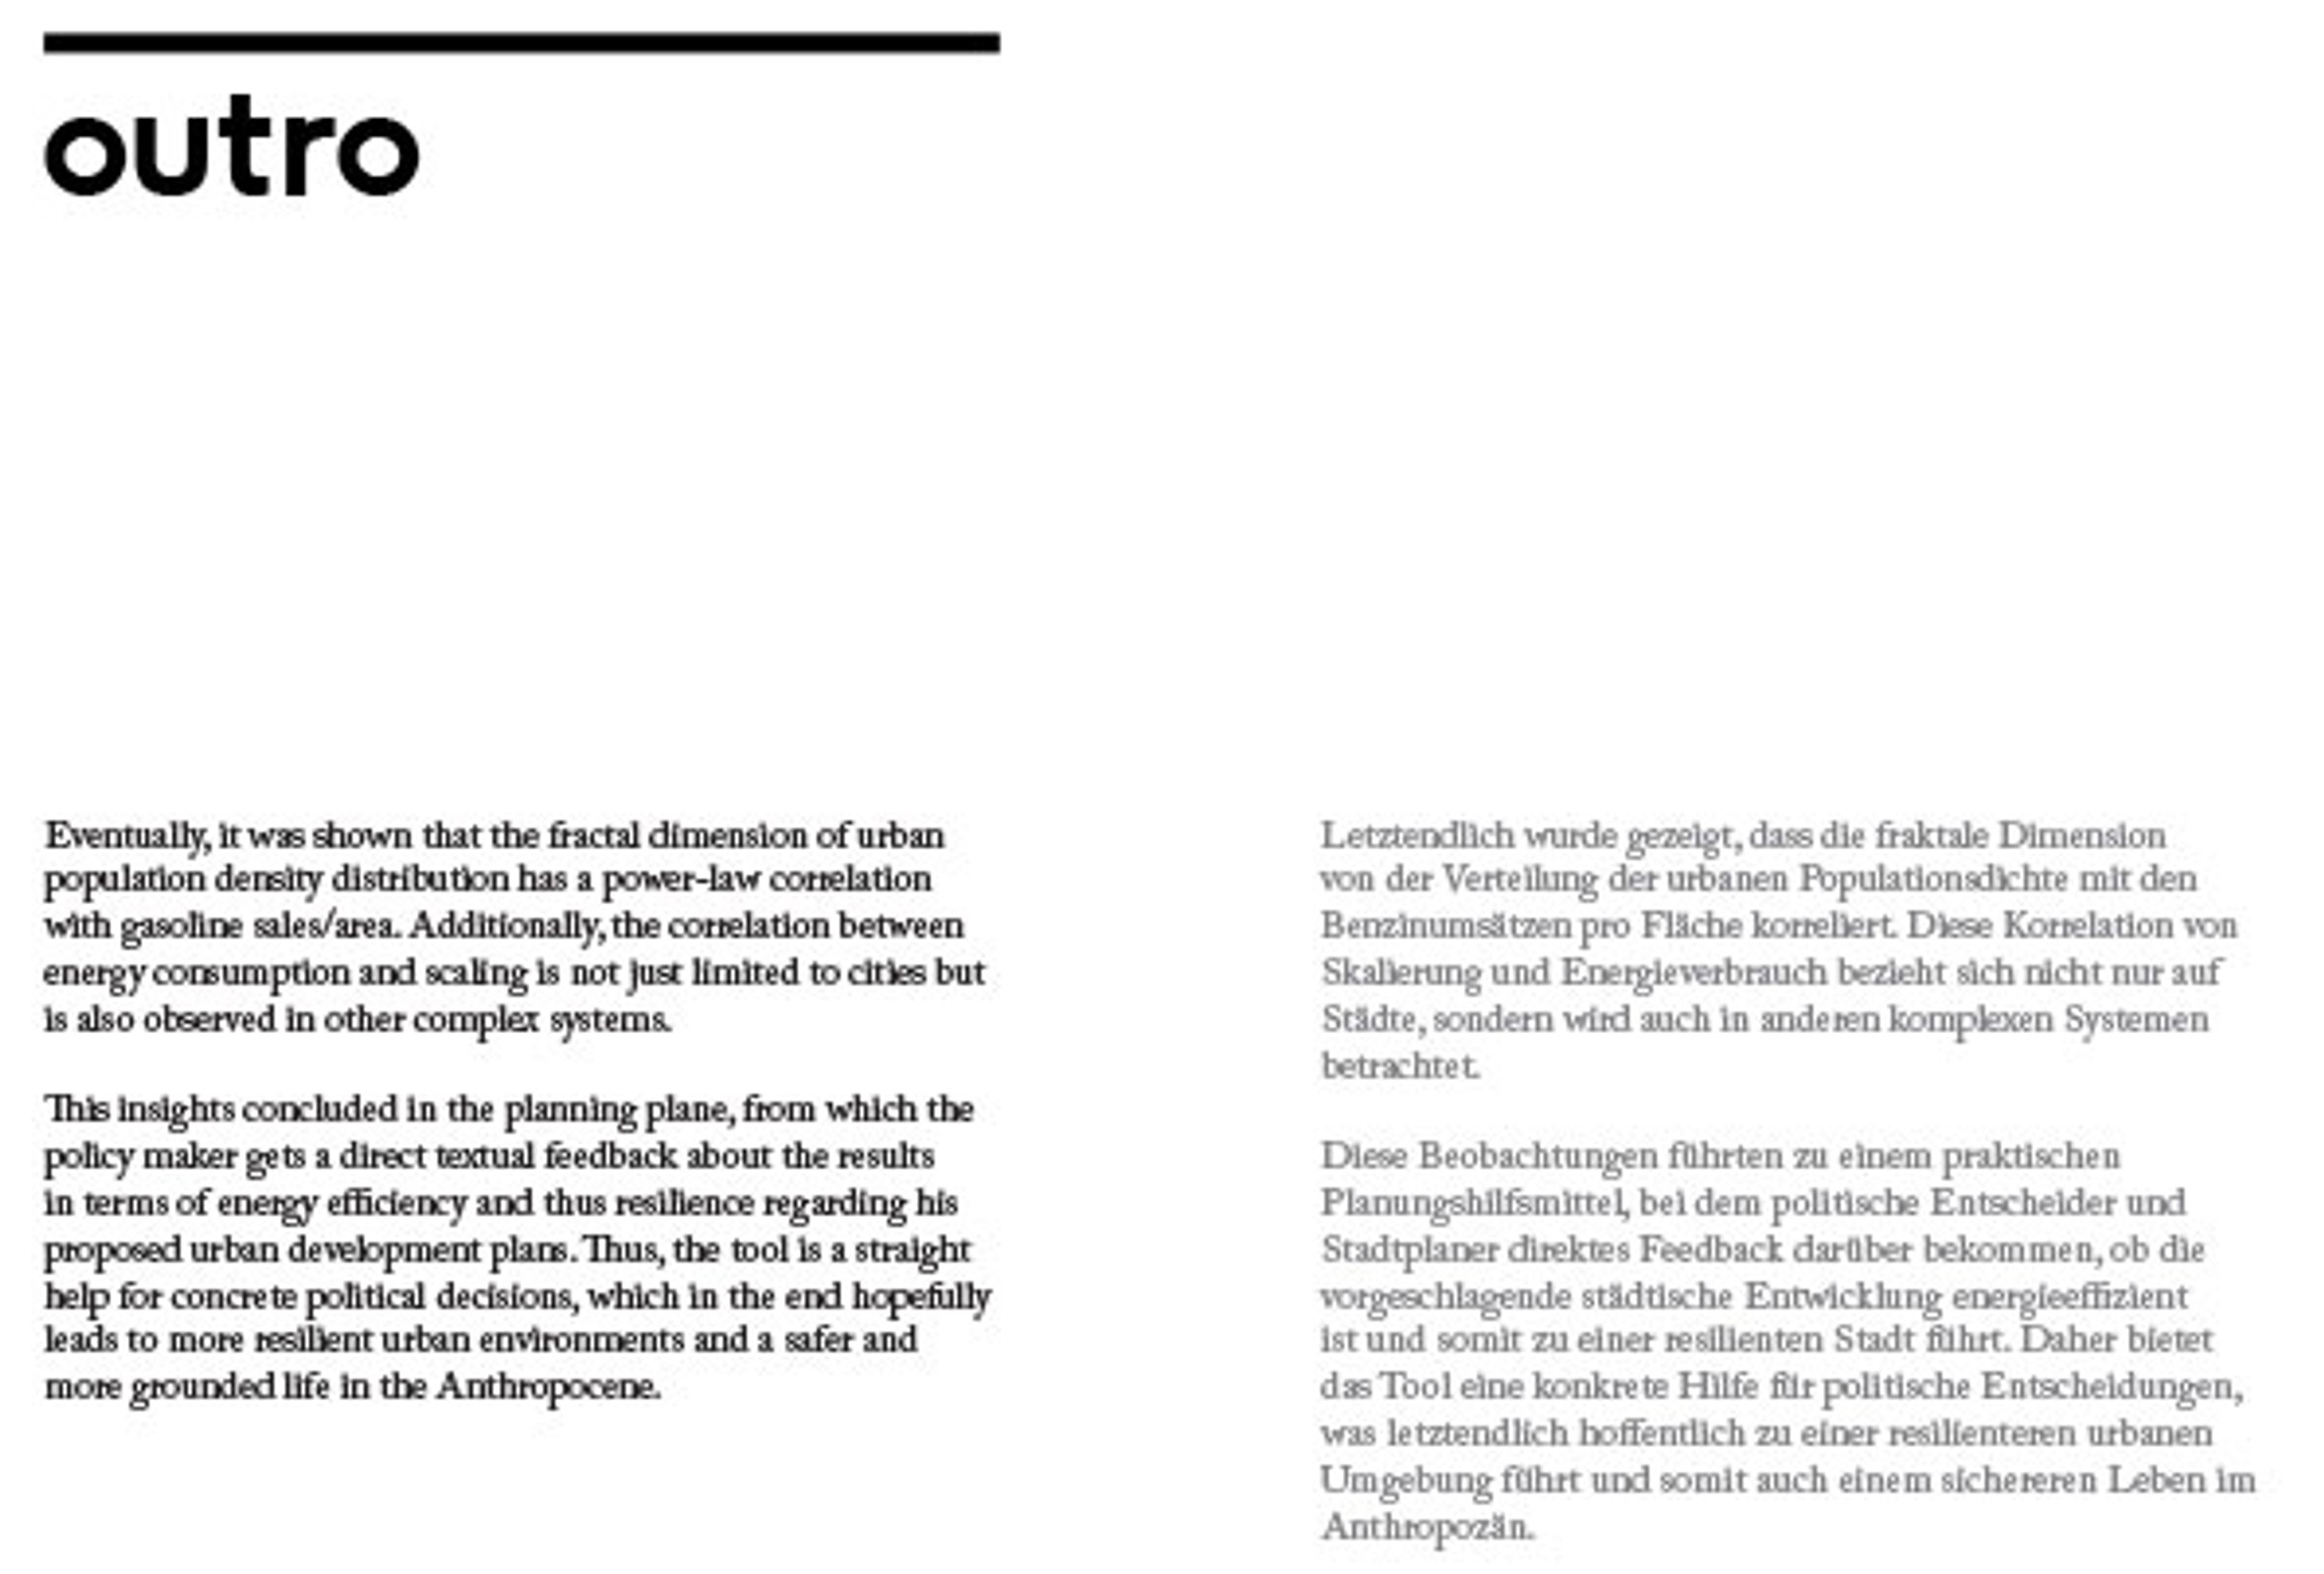 outro
Eventually, it was shown that the fractal dimension of urban
population density distribution has a power-law correlation
with gasoline sales/area. Additionally, the correlation between
energy consumption and scaling is not just limited to cities but
is also observed in other complex systems.
This insights concluded in the planning plane, from which the
policy maker gets a direct textual feedback about the results
in terms of energy efficiency and thus resilience regarding his
proposed urban development plans. Thus, the tool is a straight
help for concrete political decisions, which in the end hopefully
leads to more resilient urban environments and a safer and
more grounded life in the Anthropocene.
Letztendlich wurde gezeigt, dass die fraktale Dimension
von der Verteilung der urbanen Populationsdichte mit den
Benzinumsätzen pro Fläche korreliert. Diese Korrelation von
Skalierung und Energieverbrauch bezieht sich nicht nur auf
Städte, sondern wird auch in anderen komplexen Systemen
betrachtet.
Diese Beobachtungen führten zu einem praktischen
Planungshilfsmittel, bei dem politische Entscheider und
Stadtplaner direktes Feedback darüber bekommen, ob die
vorgeschlagende städtische Entwicklung energieeffizient
ist und somit zu einer resilienten Stadt führt. Daher bietet
das Tool eine konkrete Hilfe für politische Entscheidungen,
was letztendlich hoffentlich zu einer resilienteren urbanen
Umgebung führt und somit auch einem sichereren Leben im
Anthropozän.